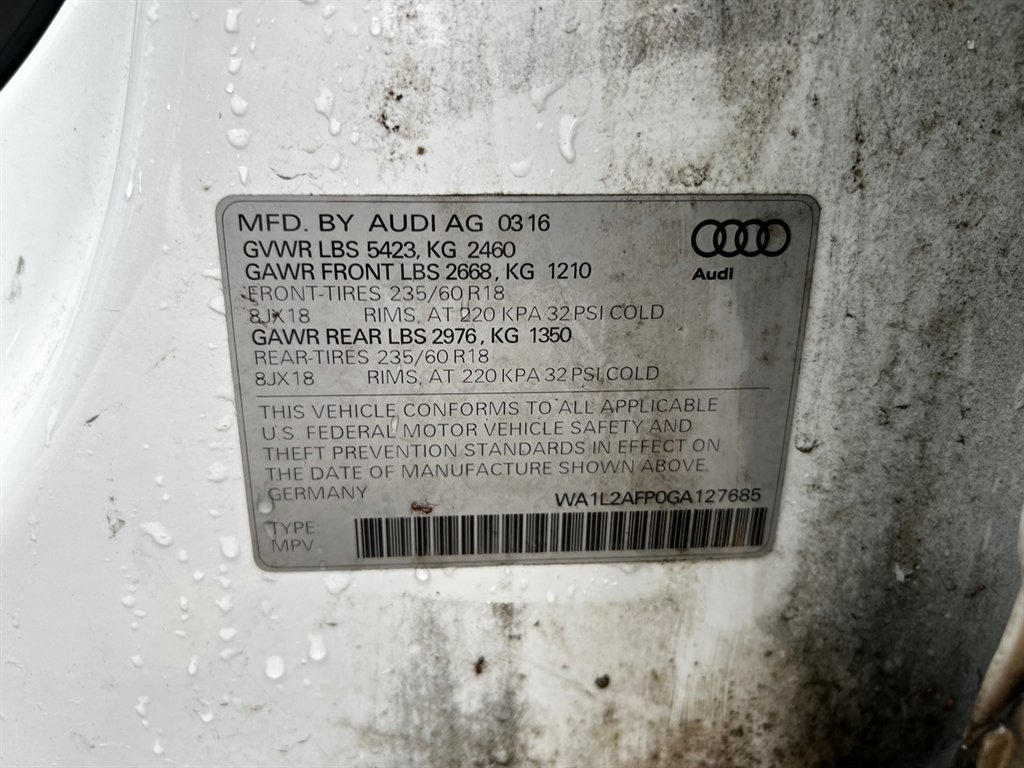 MFD. BY AUDI AG 03 16
GVWR LBS 5423, KG 2460
GAWR FRONT LBS 2668, KG 1210
FRONT-TIRES 235/60 R18
8JX18 RIMS, AT 220 KPA 32 PSI COLD
GAWR REAR LBS 2976, KG 1350
REAR-TIRES 235/60 R18
8JX18 RIMS, AT 220 KPA 32 PSI COLD
Audi
THIS VEHICLE CONFORMS TO ALL APPLICABLE
U.S. FEDERAL MOTOR VEHICLE SAFETY AND
THEFT PREVENTION STANDARDS IN EFFECT ON
THE DATE OF MANUFACTURE SHOWN ABOVE.
GERMANY WA1L2AFP0GA127685
TYPE:
MPV